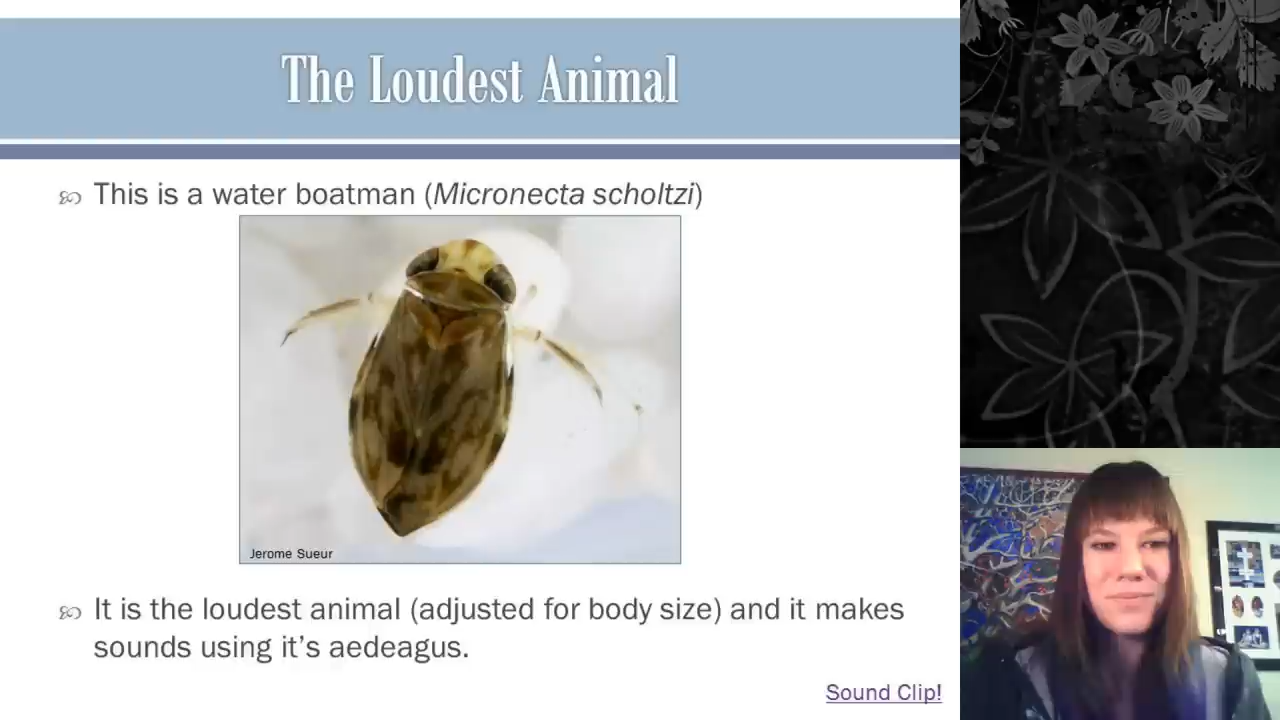 The Loudest Animal
This is a water boatman (Micronecta scholtzi)
Jerome Sueur
It is the loudest animal (adjusted for body size) and it makes
sounds using it's aedeagus.
Sound Clip!